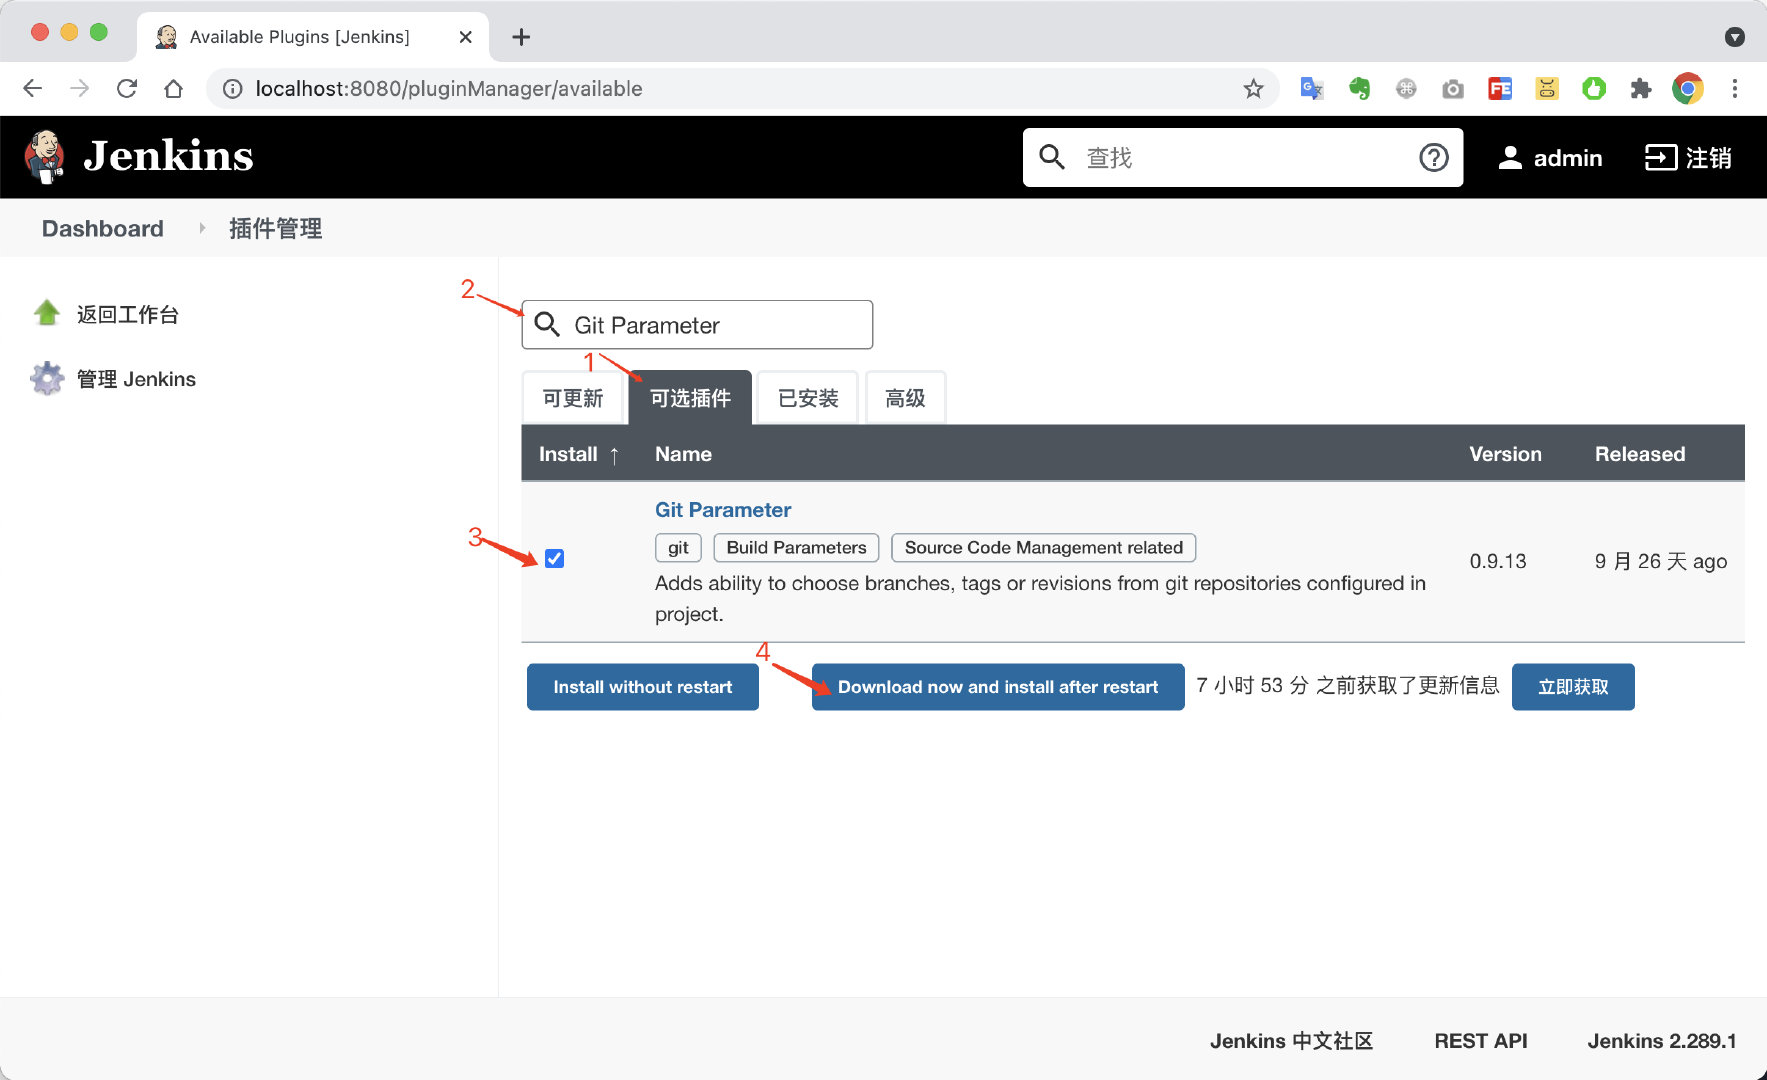 Available Plugins [Jenkins]
localhost:8080/pluginManager/available
Jenkins
查找
admin
注销
Dashboard
插件管理
返回工作台
管理 Jenkins
2
Git Parameter
1
可更新
可选插件
已安装
高级
Install ↑
Name
Version
Released
Git Parameter
3
git
Build Parameters
Source Code Management related
Adds ability to choose branches, tags or revisions from git repositories configured in
project.
0.9.13
9 月 26 天 ago
4
Install without restart
Download now and install after restart
7 小时 53 分 之前获取了更新信息
立即获取
Jenkins 中文社区
REST API
Jenkins 2.289.1